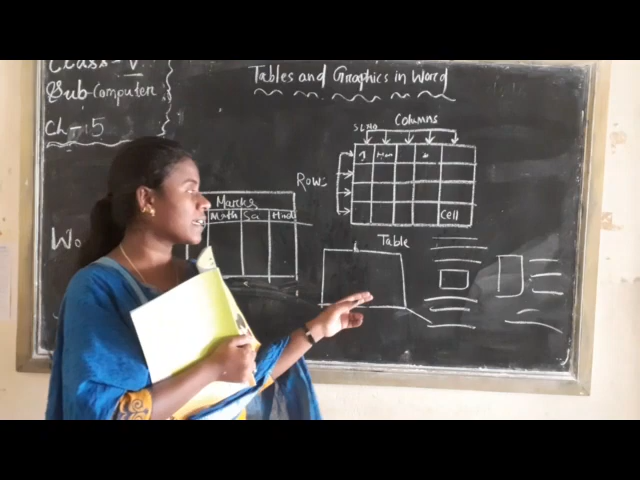 Class-V
Sub-Computer
Ch-5
Tables and Graphics in Word
Columns
SL.NO
Rows
Cell
Table
Marks
Math Sci Hindi
Wo